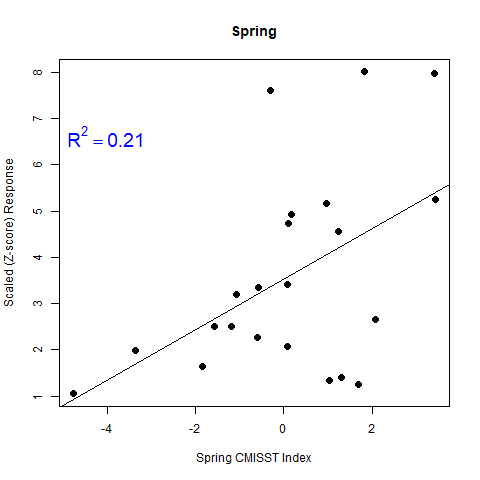 Spring
8
7
6
5
4
3
2
1
R² = 0.21
Scaled (Z-score) Response
-4 -2 0 2
Spring CMISST Index